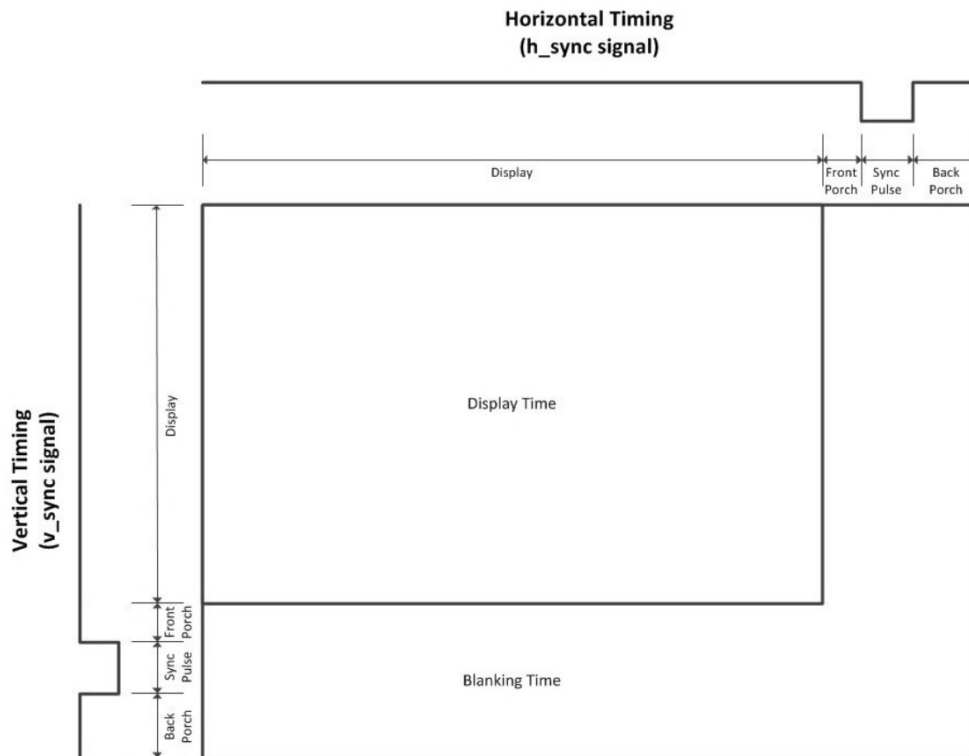 Horizontal Timing
(h_sync signal)
Display
Front
Porch
Sync
Pulse
Back
Porch
Vertical Timing
(v_sync signal)
Display
Display Time
Front
Porch
Sync
Pulse
Back
Porch
Blanking Time